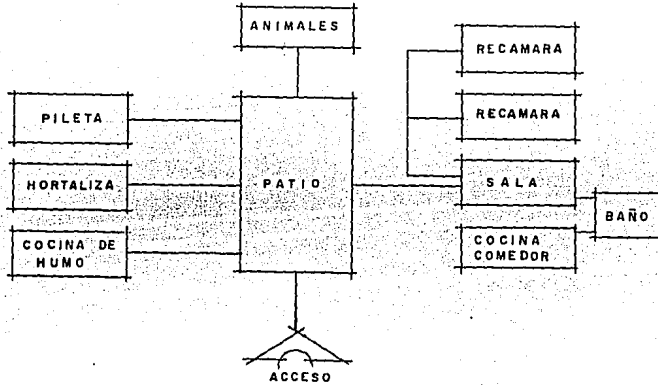 ANIMALES
RECAMARA
PILETA
RECAMARA
HORTALIZA
PATIO
SALA
BAÑO
COCINA DE
HUMO
COCINA
COMEDOR
ACCESO